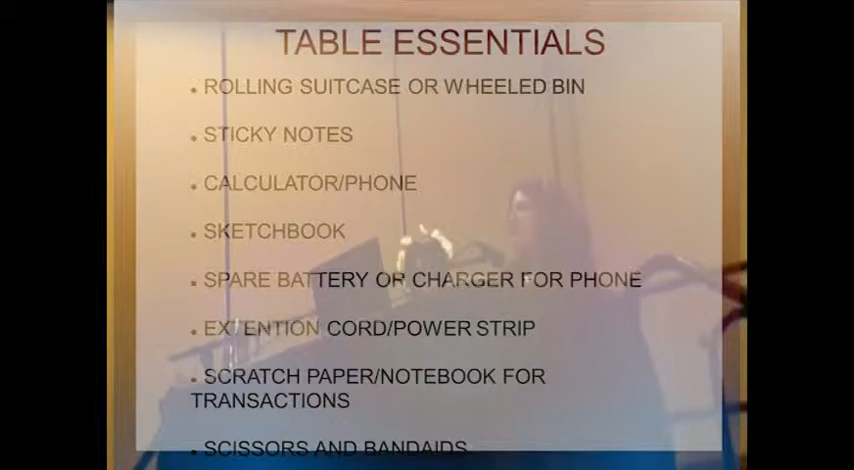 TABLE ESSENTIALS
• ROLLING SUITCASE OR WHEELED BIN
• STICKY NOTES
• CALCULATOR/PHONE
• SKETCHBOOK
• SPARE BATTERY OR CHARGER FOR PHONE
• EXTENTION CORD/POWER STRIP
• SCRATCH PAPER/NOTEBOOK FOR
TRANSACTIONS
• SCISSORS AND BANDAIDS